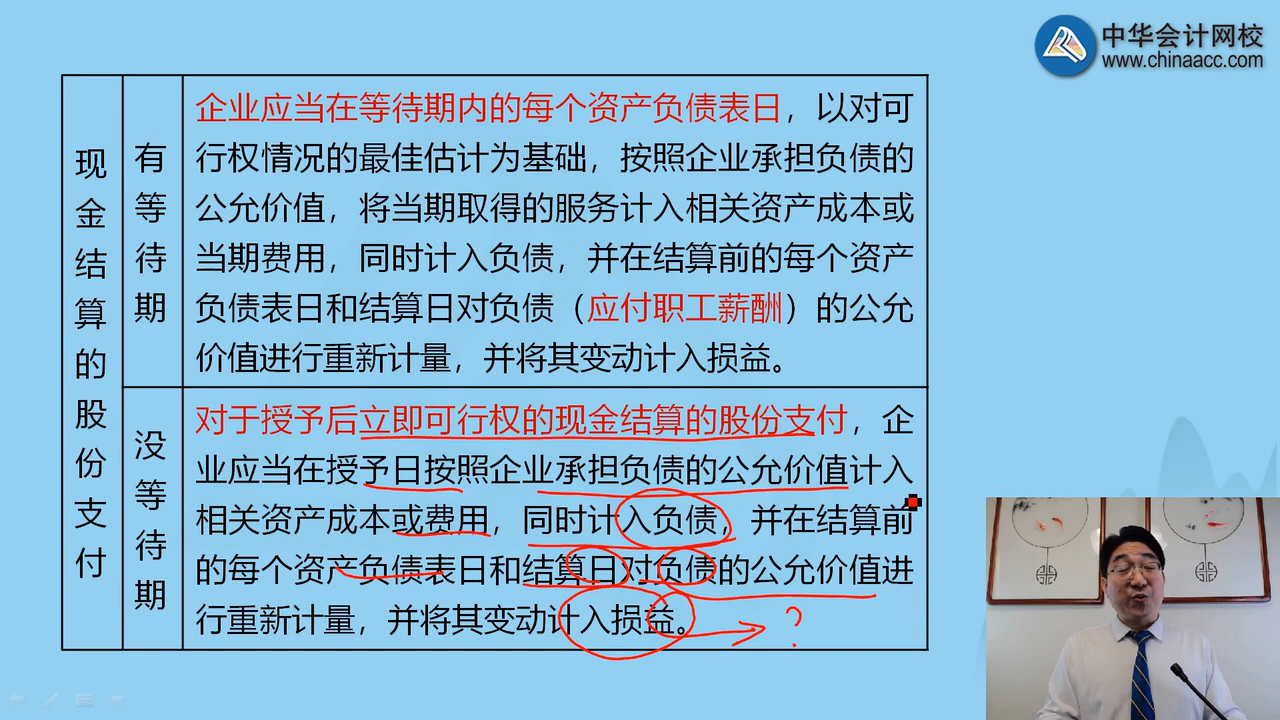 中华会计网校
www.chinaacc.com
现金结算的股份支付
有等待期
企业应当在等待期内的每个资产负债表日，以对可
行权情况的最佳估计为基础，按照企业承担负债的
公允价值，将当期取得的服务计入相关资产成本或
当期费用，同时计入负债，并在结算前的每个资产
负债表日和结算日对负债（应付职工薪酬）的公允
价值进行重新计量，并将其变动计入损益。
没等待期
对于授予后立即可行权的现金结算的股份支付，企
业应当在授予日按照企业承担负债的公允价值计入
相关资产成本或费用，同时计入负债，并在结算前
的每个资产负债表日和结算日对负债的公允价值进
行重新计量，并将其变动计入损益。
?